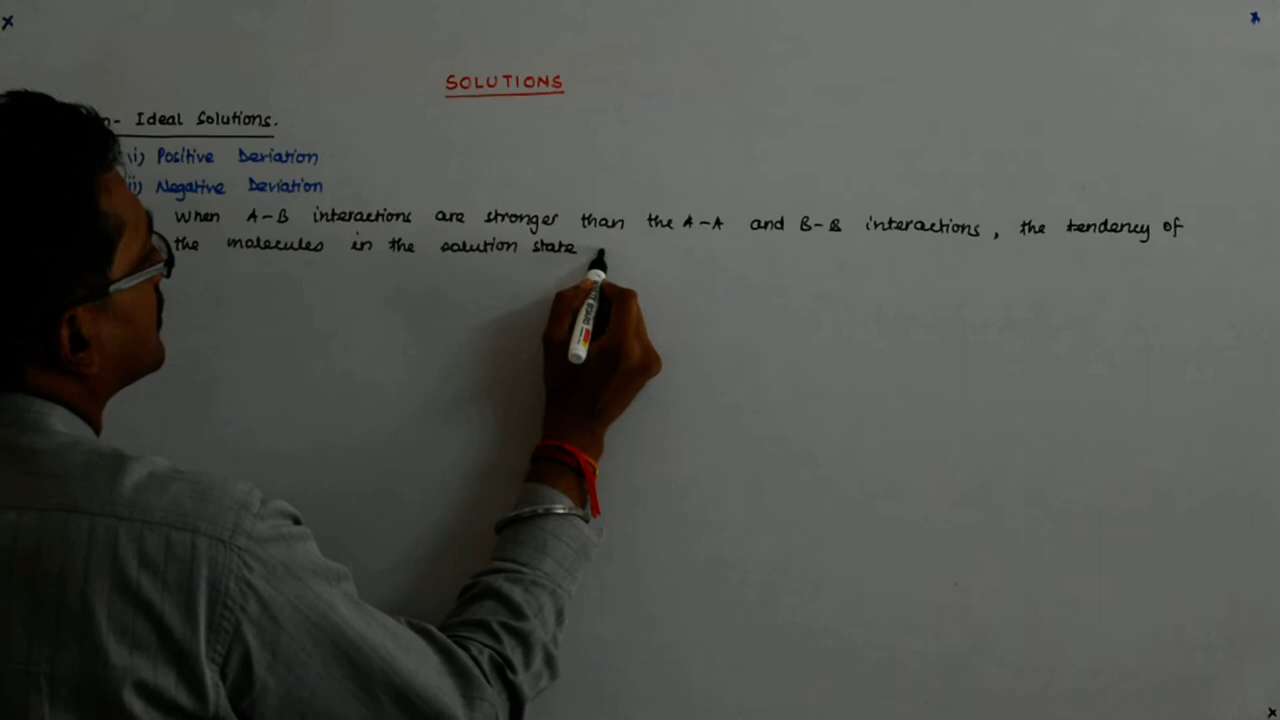 SOLUTIONS
- Ideal Solutions.
i) Positive Deviation
ii) Negative Deviation
When A-B interactions are stronger than the A-A and B-B interactions, the tendency of
the molecules in the solution state